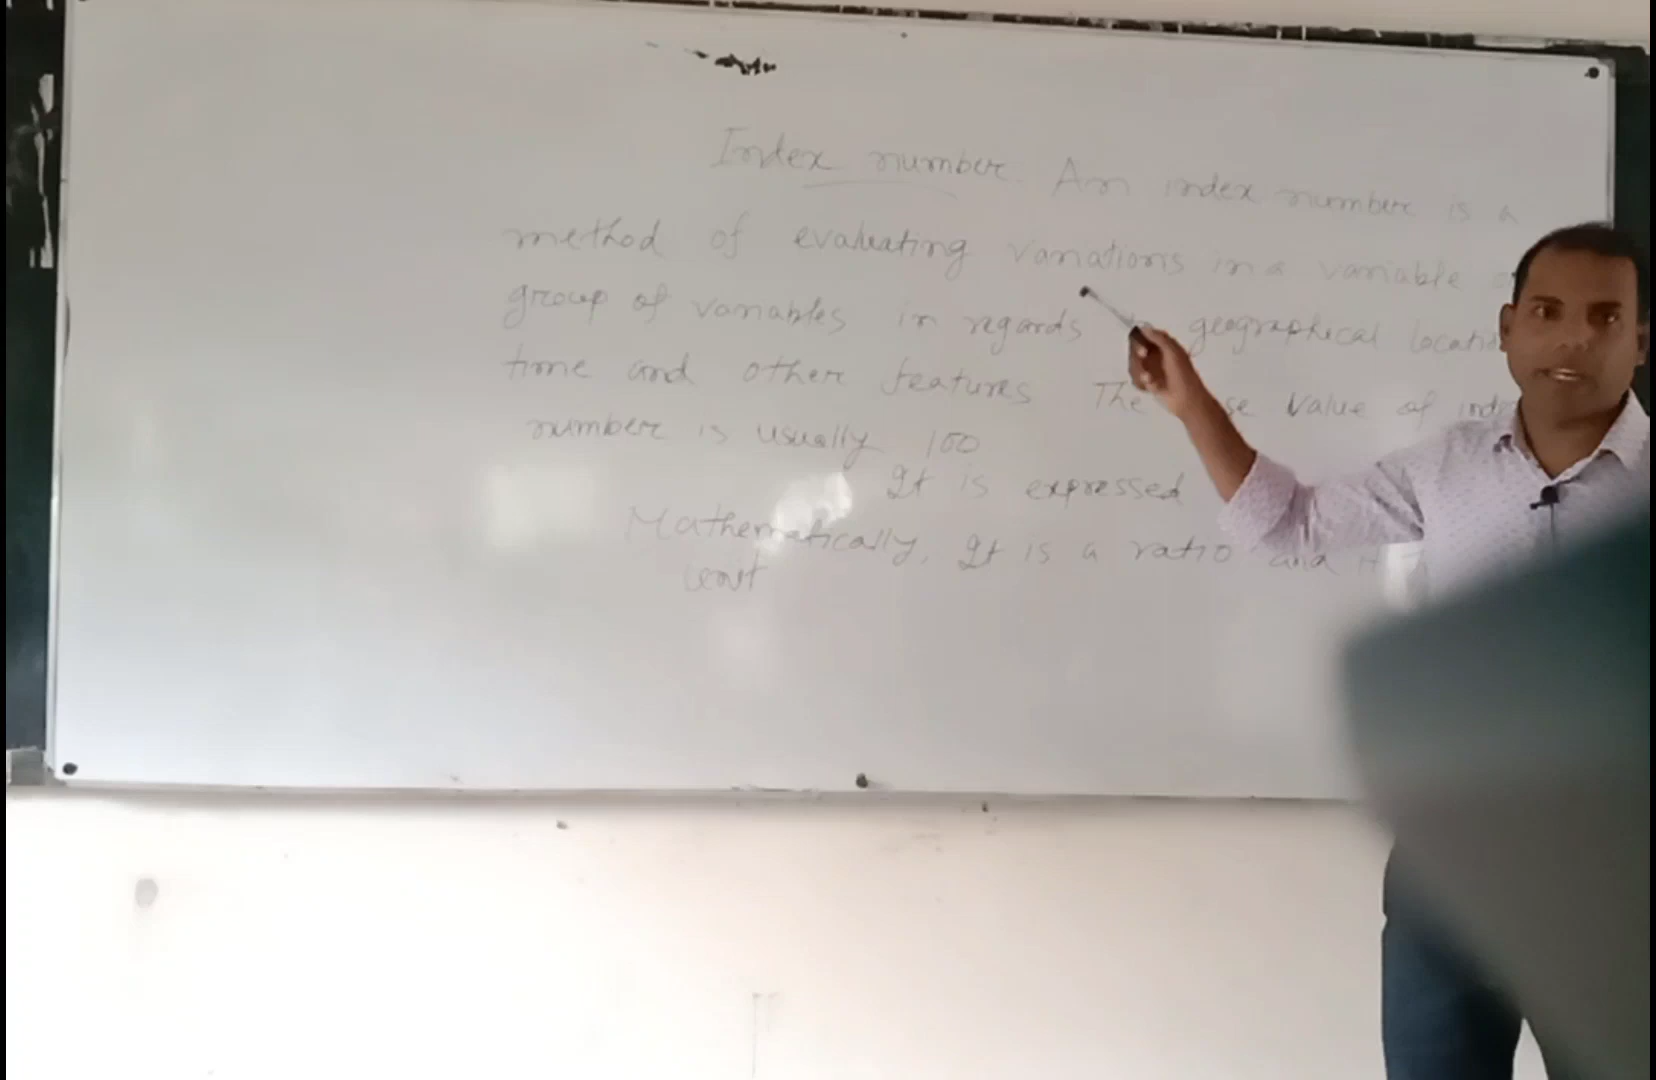 Index number. An index number is a
method of evaluating variations in a variable
group of variables in regards geographical
time and other features The value of
number is usually 100
It is expressed
Mathematically, It is a ratio and